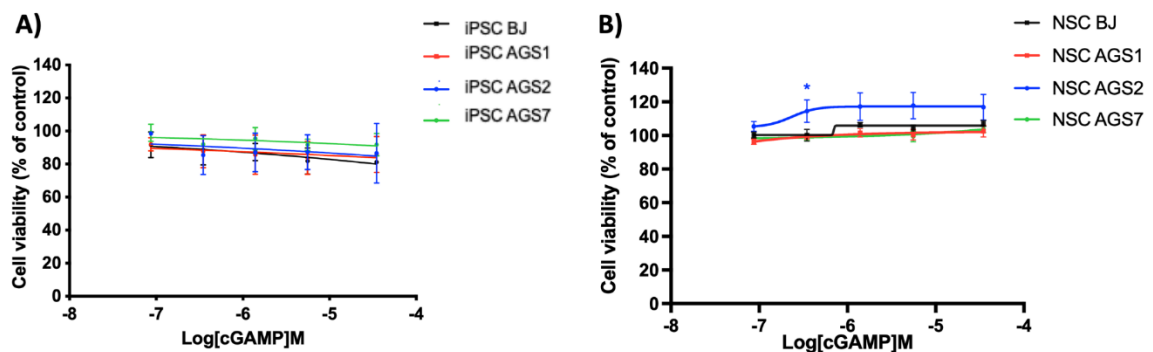 A)
iPSC BJ
iPSC AGS1
iPSC AGS2
iPSC AGS7
Cell viability (% of control)
140
120
100
80
60
40
20
0
-8
-7
-6
-5
-4
Log[cGAMP]M
B)
NSC BJ
NSC AGS1
NSC AGS2
NSC AGS7
Cell viability (% of control)
140
120
100
80
60
40
20
0
*
-8
-7
-6
-5
-4
Log[cGAMP]M